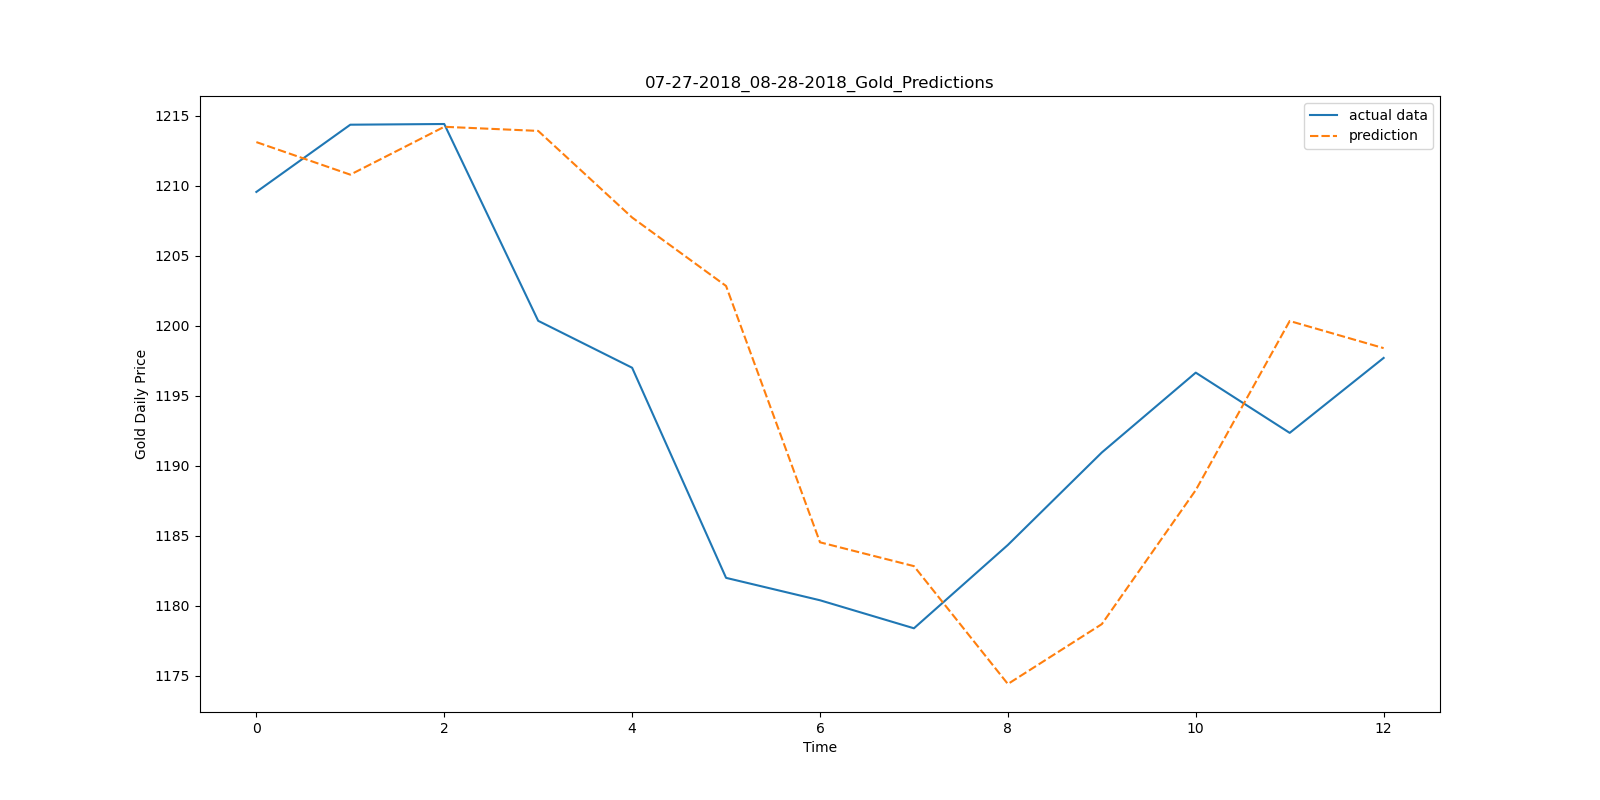 07-27-2018_08-28-2018_Gold_Predictions
actual data
prediction
1215
1210
1205
1200
1195
1190
1185
1180
1175
Gold Daily Price
0 2 4 6 8 10 12
Time